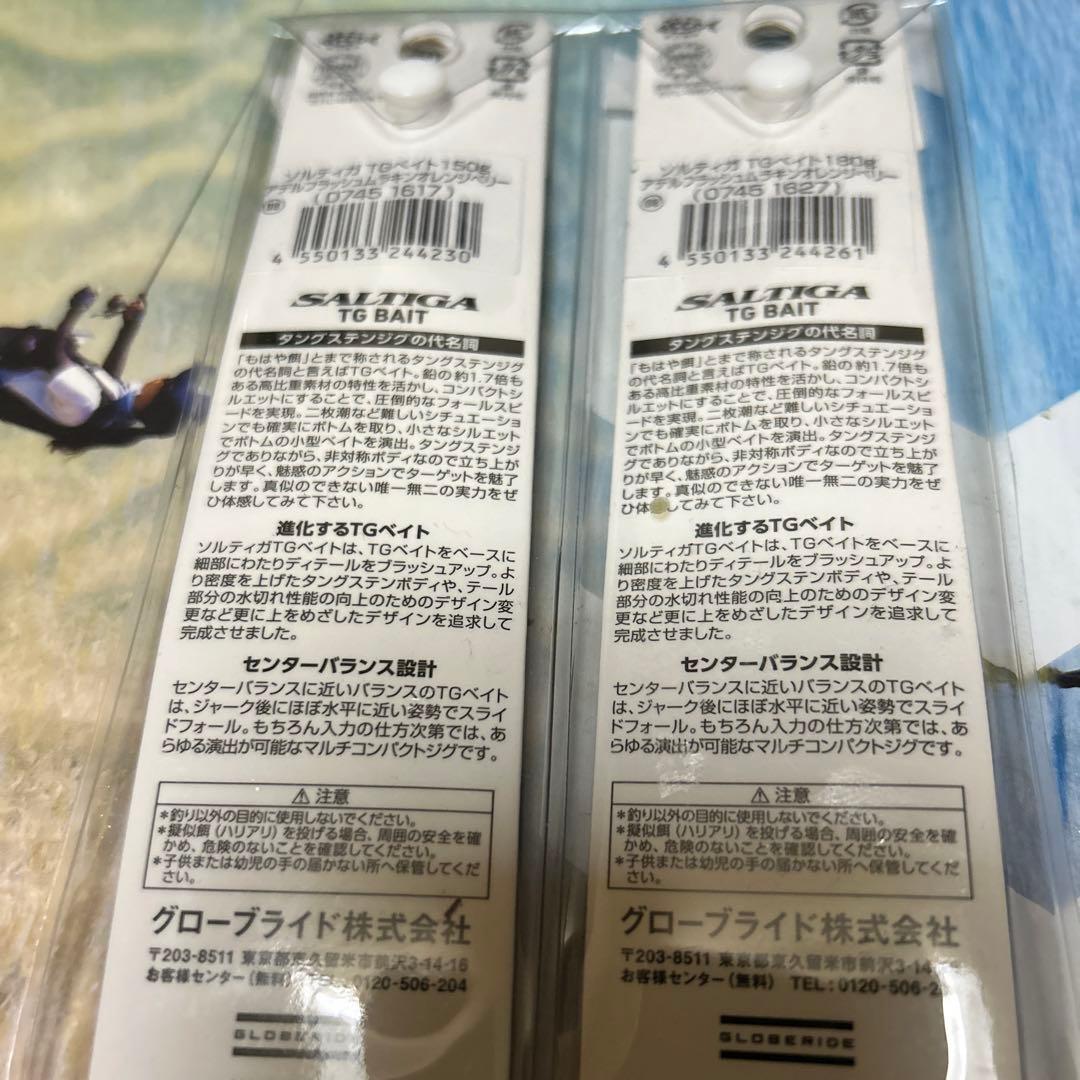 ソルティガ TGベイト150g
アデルフラッシュムラキンオレンジベリー
(0745 1617)
4 550133 244230
SALTIGA
TG BAIT
タングステンジグの代名詞
「もはや餌」とまで称されるタングステンジグ
の代名詞と言えばTGベイト。鉛の約1.7倍も
ある高比重素材の特性を活かし、コンパクトシ
ルエットにすることで、圧倒的なフォールスピ
ードを実現。二枚潮など難しいシチュエーショ
ンでも確実にボトムを取り、小さなシルエット
でボトムの小型ベイトを演出。タングステンジ
グでありながら、非対称ボディなので立ち上が
りが早く、魅惑のアクションでターゲットを魅了
します。真似のできない唯一無二の実力をぜ
ひ体感してみて下さい。
進化するTGベイト
ソルティガTGベイトは、TGベイトをベースに
細部にわたりディテールをブラッシュアップ。よ
り密度を上げたタングステンボディや、テール
部分の水切れ性能の向上のためのデザイン変
更など更に上をめざしたデザインを追求して
完成させました。
センターバランス設計
センターバランスに近いバランスのTGベイト
は、ジャーク後にほぼ水平に近い姿勢でスライ
ドフォール。もちろん入力の仕方次第では、あ
らゆる演出が可能なマルチコンパクトジグです。
⚠注意
*釣り以外の目的に使用しないでください。
*擬似餌(ハリアリ)を投げる場合、周囲の安全を確
かめ、危険のないことを確認してください。
*子供または幼児の手の届かない所へ保管してくだ
さい。
グローブライド株式会社
〒203-8511 東京都東久留米市前沢3-14-16
お客様センター(無料) :0120-506-204
GLOBERIDE
ソルティガ TGベイト180g
アデルフラッシュムラキンオレンジベリー
(0745 1627)
4 550133 244261
SALTIGA
TG BAIT
タングステンジグの代名詞
「もはや餌」とまで称されるタングステンジグ
の代名詞と言えばTGベイト。鉛の約1.7倍も
ある高比重素材の特性を活かし、コンパクトシ
ルエットにすることで、圧倒的なフォールスピ
ードを実現。二枚潮など難しいシチュエーショ
ンでも確実にボトムを取り、小さなシルエット
でボトムの小型ベイトを演出。タングステンジ
グでありながら、非対称ボディなので立ち上が
りが早く、魅惑のアクションでターゲットを魅了
します。真似のできない唯一無二の実力をぜ
ひ体してみて下さい。
進化するTGベイト
ソルティガTGベイトは、TGベイトをベースに
細部にわたりディテールをブラッシュアップ。よ
り密度を上げたタングステンボディや、テール
部分の水切れ性能の向上のためのデザイン変
更など更に上をめざしたデザインを追求して
完成させました。
センターバランス設計
センターバランスに近いバランスのTGベイト
は、ジャーク後にほぼ水平に近い姿勢でスライ
ドフォール。もちろん入力の仕方次第では、あ
らゆる演出が可能なマルチコンパクトジグです。
⚠注意
*釣り以外の目的に使用しないでください。
*擬似餌(ハリアリ)を投げる場合、周囲の安全を確
かめ、危険のないことを確認してください。
*子供または幼児の手の届かない所へ保管してくだ
さい。
グローブライド株式会社
〒203-8511 東京都東久留米市前沢3-14
お客様センター(無料) TEL:0120-506-2
GLOBERIDE